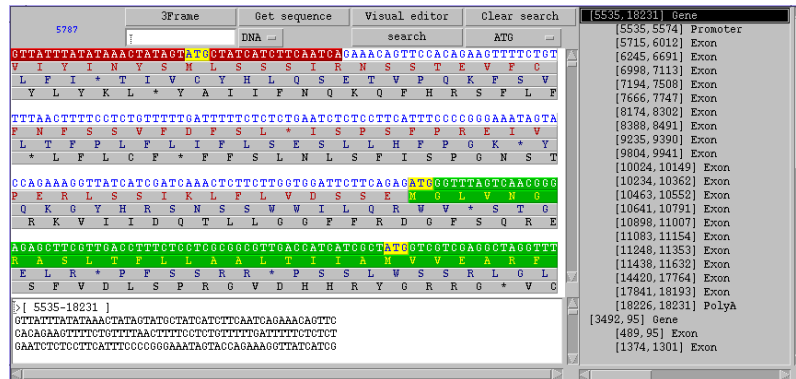 3Frame
Get sequence
Visual editor
Clear search
5787
DNA
search
ATG
GTTATTTATATAAACTATAGTATGCTATCATCTTCAATCAGAAACAGTTCCACAGAAGTTTTCTGT
V I Y I N Y S M L S S S I R N S S T E V F C
L F I * T I V C Y H L Q S E T V P Q K F S V
Y L Y K L * Y A I I F N Q K Q F H R S F L F
TTTAACTTTTCCTCTGTTTTTGATTTTTCTCTCTGAATCTCTCCTTCATTTCCCCGGGAAATAGTA
F N F S S V F D F S L * I S P S F P R E I V
L T F P L F L I F L S E S L L H F P G K * Y
* L F L C F * F F S L N L S F I S P G N S T
CCAGAAAGGTTATCATCGATCAAACTCTTCTTGGTGGATTCTTCAGAGATGGGTTTAGTCAACGGG
P E R L S S I K L F L V D S S E M G L V N G
Q K G Y H R S N S S W W I L Q R W V * S T G
R K V I I D Q T L L G G F F R D G F S Q R E
AGAGCTTCGTTGACCTTTCTCCTCGCGGCGTTGACCATCATCGCTATGGTCGTCGAGGCTAGGTTT
R A S L T F L L A A L T I I A M V V E A R F
E L R * P F S S R R * P S S L W S S R L G L
S F V D L S P R G V D H H R Y G R R G * V C
>[ 5535-18231 ]
GTTATTTATATAAACTATAGTATGCTATCATCTTCAATCAGAAACAGTTC
CACAGAAGTTTTCTGTTTTAACTTTTCCTCTGTTTTTGATTTTTCTCTCT
GAATCTCTCCTTCATTTCCCCGGGAAATAGTACCAGAAAGGTTATCATCG
[5535,18231] Gene
[5535,5574] Promoter
[5715,6012] Exon
[6245,6691] Exon
[6998,7113] Exon
[7194,7508] Exon
[7666,7747] Exon
[8174,8302] Exon
[8388,8491] Exon
[9235,9390] Exon
[9804,9941] Exon
[10024,10149] Exon
[10234,10362] Exon
[10463,10552] Exon
[10641,10791] Exon
[10898,11007] Exon
[11083,11154] Exon
[11248,11353] Exon
[11438,11632] Exon
[14420,17764] Exon
[17841,18193] Exon
[18226,18231] PolyA
[3492,95] Gene
[489,95] Exon
[1374,1301] Exon